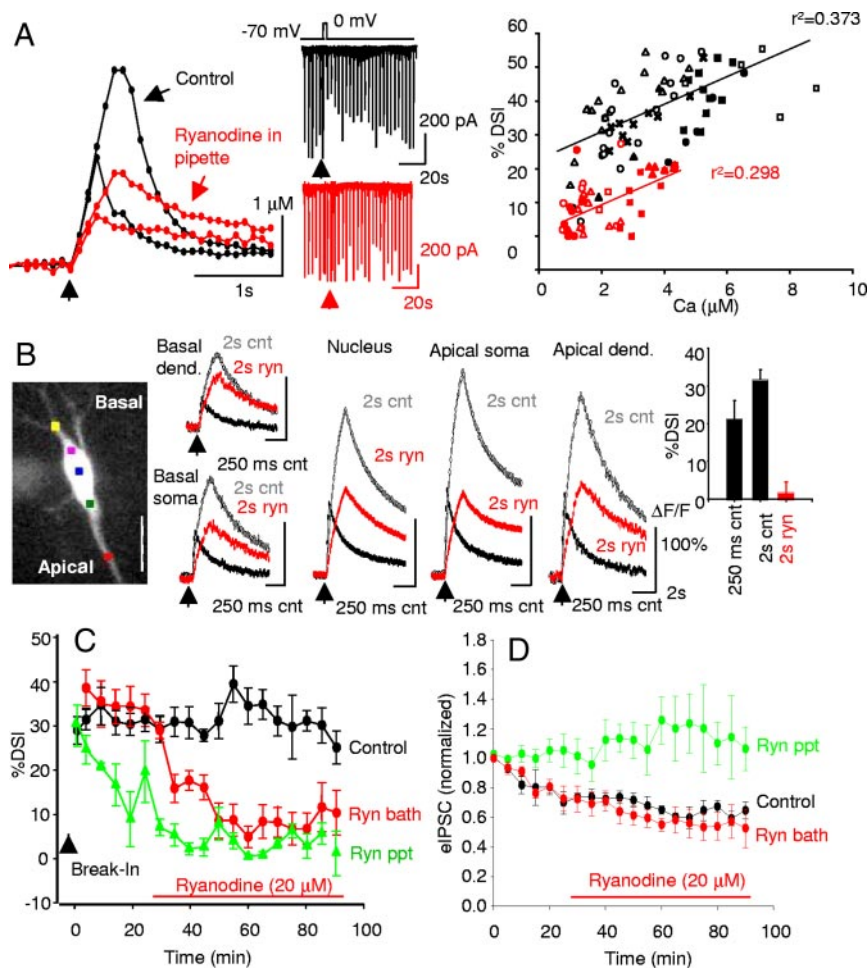 A
Control
Ryanodine in
pipette
1 μM
1s
-70 mV
0 mV
200 pA
20s
200 pA
20s
r²=0.373
r²=0.298
% DSI
60
50
40
30
20
10
0
0
2
4
6
8
10
Ca (μM)
B
Basal
Apical
Basal
dend.
2s cnt
2s ryn
250 ms cnt
Basal
soma
2s cnt
2s ryn
250 ms cnt
Nucleus
2s cnt
2s ryn
250 ms cnt
Apical soma
2s cnt
2s ryn
250 ms cnt
Apical dend.
2s cnt
2s ryn
250 ms cnt
ΔF/F
100%
2s
%DSI
40
30
20
10
0
250 ms cnt
2s cnt
2s ryn
C
%DSI
50
40
30
20
10
0
-10
Control
Ryn bath
Ryn ppt
Break-In
Ryanodine (20 μM)
0
20
40
60
80
100
Time (min)
D
eIPSC (normalized)
1.8
1.6
1.4
1.2
1.0
0.8
0.6
0.4
0.2
0.0
Ryn ppt
Control
Ryn bath
Ryanodine (20 μM)
0
20
40
60
80
100
Time (min)